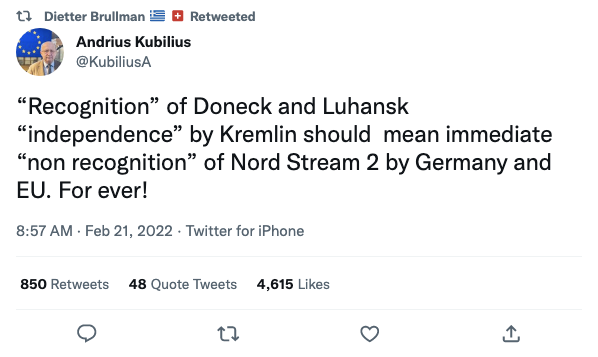 Dietter Brullman 🇬🇷 🇨🇭 Retweeted
Andrius Kubilius
@KubiliusA
“Recognition” of Doneck and Luhansk
“independence” by Kremlin should  mean immediate
“non recognition” of Nord Stream 2 by Germany and
EU. For ever!
8:57 AM · Feb 21, 2022 · Twitter for iPhone
850 Retweets 48 Quote Tweets 4,615 Likes